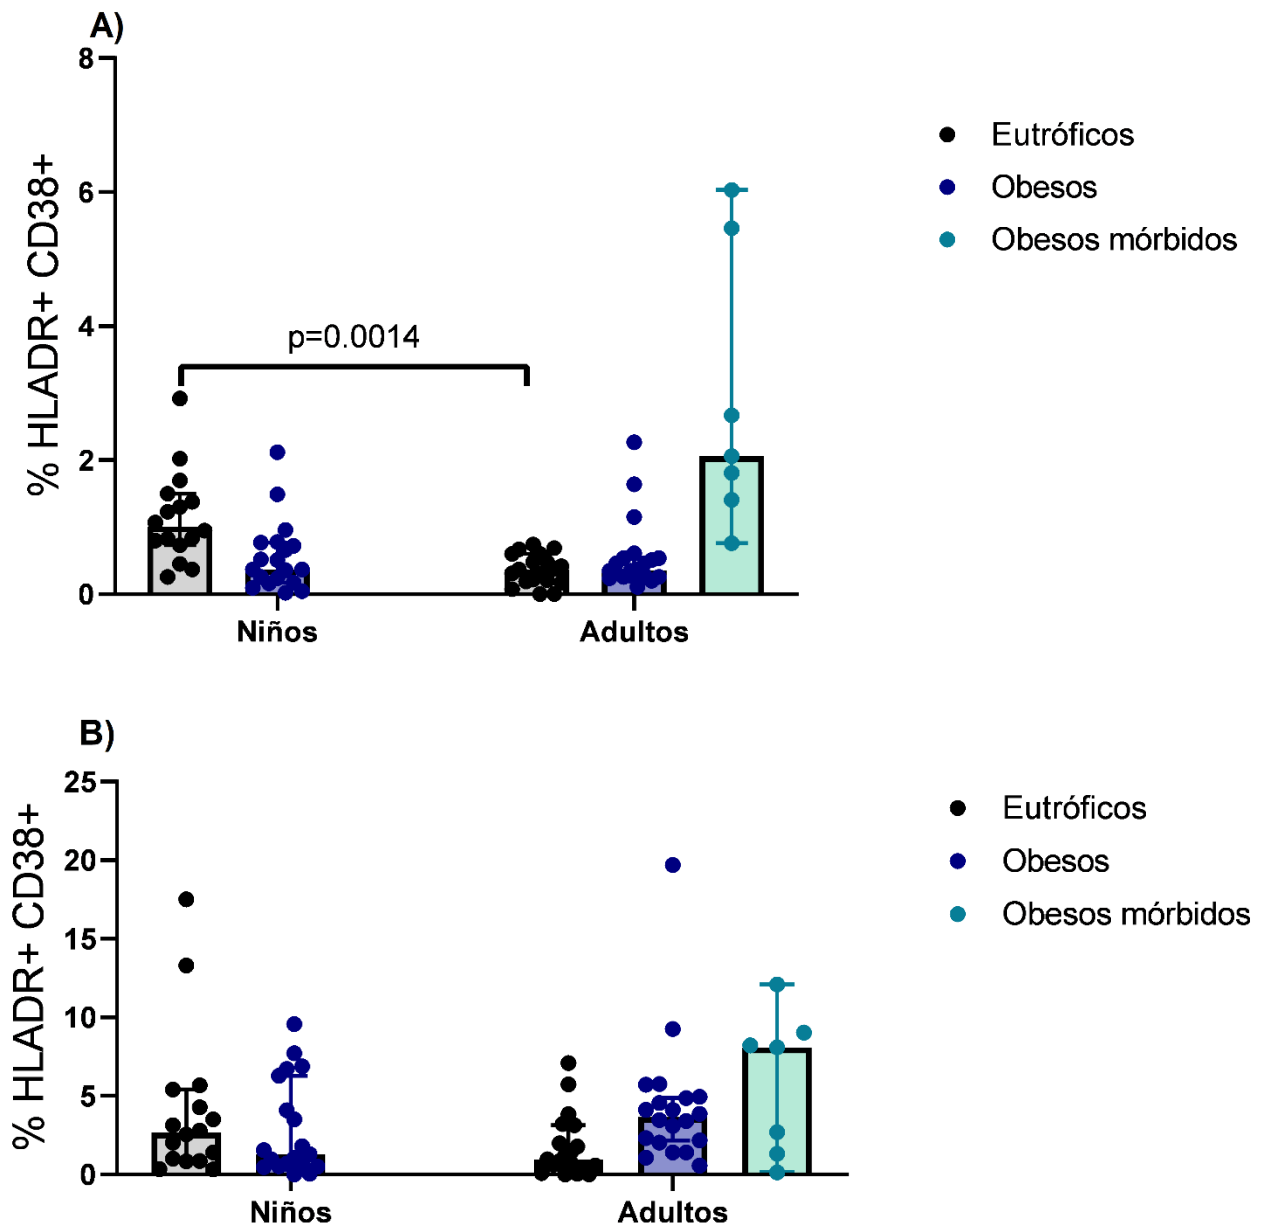 A)
% HLADR+ CD38+
8
6
4
2
0
p=0.0014
Niños
Adultos
Eutróficos
Obesos
Obesos mórbidos
B)
% HLADR+ CD38+
25
20
15
10
5
0
Niños
Adultos
Eutróficos
Obesos
Obesos mórbidos